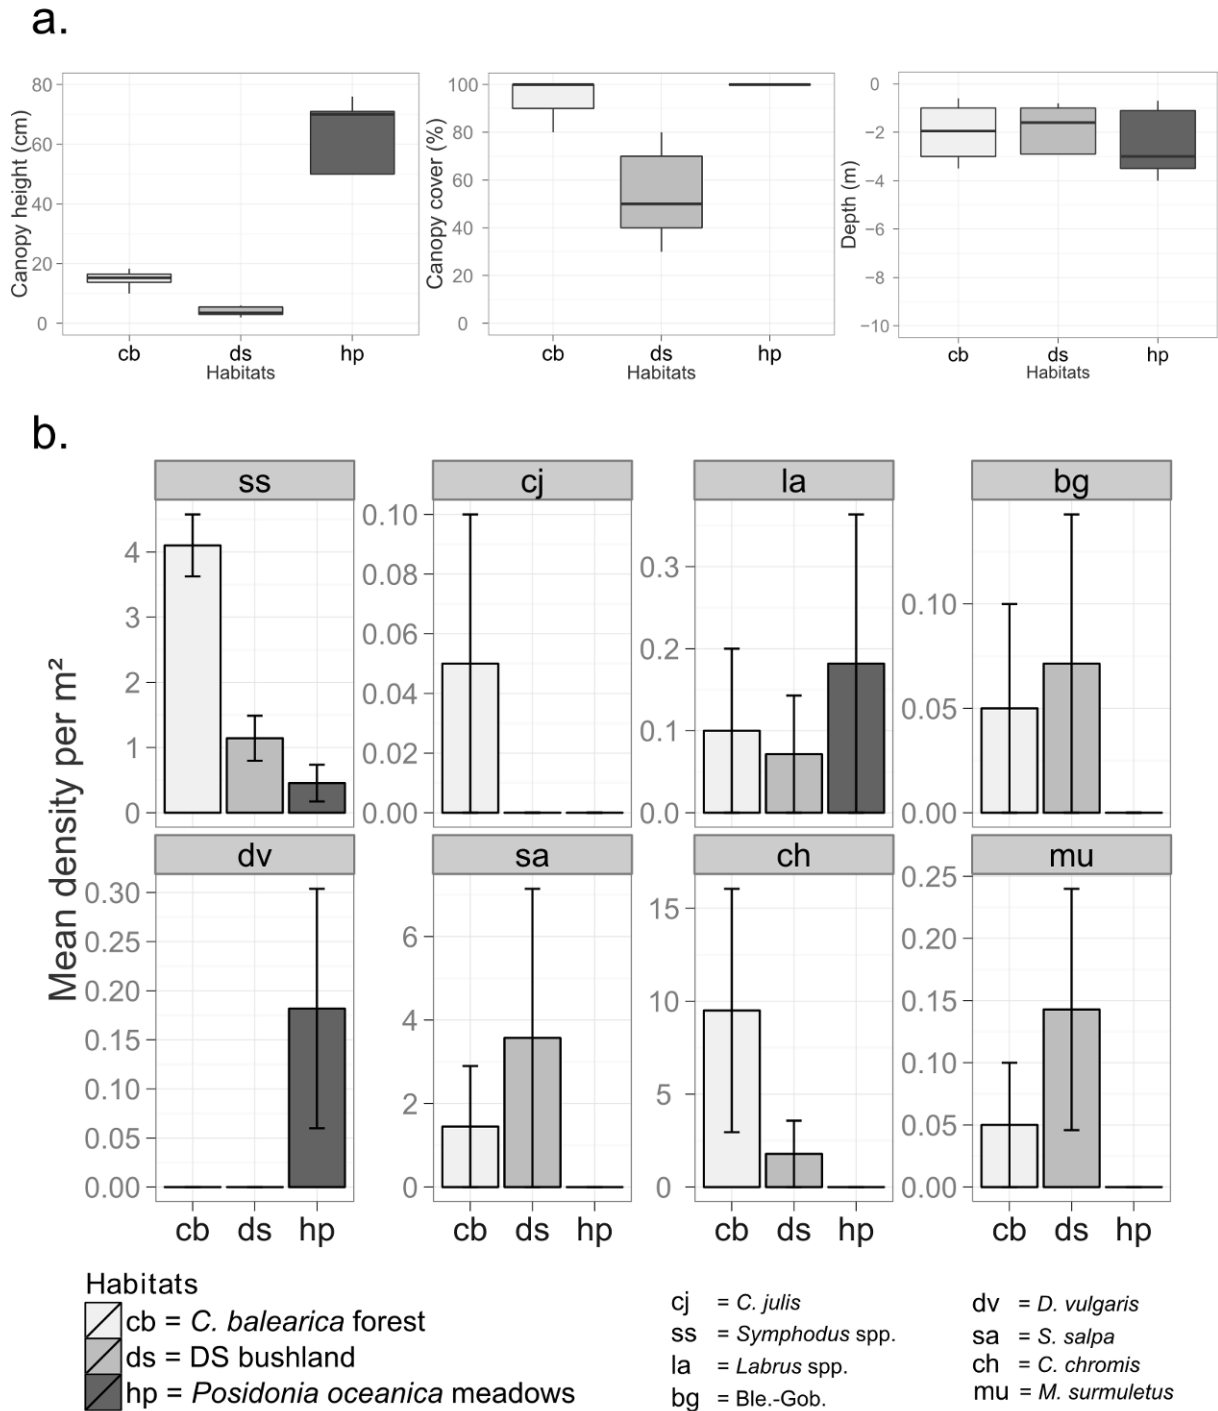 a.
Canopy height (cm)
80
60
40
20
0
cb ds hp
Habitats
Canopy cover (%)
100
80
60
40
20
0
cb ds hp
Habitats
Depth (m)
0
−2
−4
−6
−8
−10
cb ds hp
Habitats
b.
Mean density per m²
ss
4
3
2
1
0
cj
0.10
0.08
0.06
0.04
0.02
0.00
la
0.3
0.2
0.1
0.0
bg
0.10
0.05
0.00
dv
0.30
0.25
0.20
0.15
0.10
0.05
0.00
cb ds hp
sa
6
4
2
0
cb ds hp
ch
15
10
5
0
cb ds hp
mu
0.25
0.20
0.15
0.10
0.05
0.00
cb ds hp
Habitats
cb = C. balearica forest
ds = DS bushland
hp = Posidonia oceanica meadows
cj = C. julis
ss = Symphodus spp.
la = Labrus spp.
bg = Ble.-Gob.
dv = D. vulgaris
sa = S. salpa
ch = C. chromis
mu = M. surmuletus